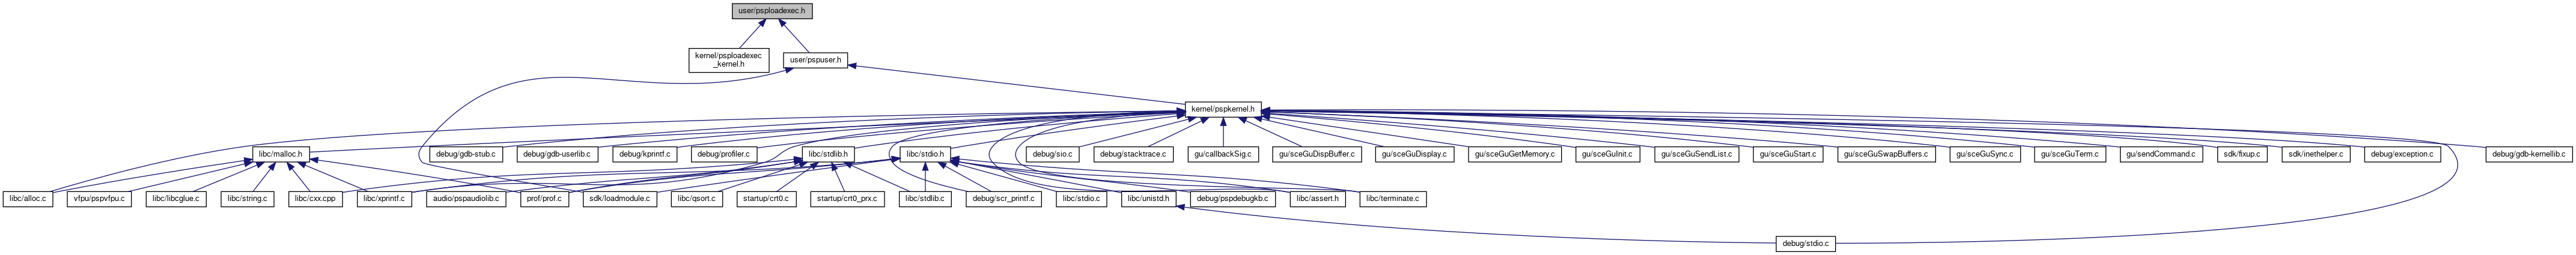 user/psploadexec.h
kernel/psploadexec
_kernel.h
user/pspuser.h
kernel/pspkernel.h
libc/malloc.h
debug/gdb-stub.c
debug/gdb-userlib.c
debug/kprintf.c
debug/profiler.c
libc/stdlib.h
libc/stdio.h
debug/sio.c
debug/stacktrace.c
gu/callbackSig.c
gu/sceGuDispBuffer.c
gu/sceGuDisplay.c
gu/sceGuGetMemory.c
gu/sceGuInit.c
gu/sceGuSendList.c
gu/sceGuStart.c
gu/sceGuSwapBuffers.c
gu/sceGuSync.c
gu/sceGuTerm.c
gu/sendCommand.c
sdk/fixup.c
sdk/inethelper.c
debug/exception.c
debug/gdb-kernellib.c
libc/alloc.c
vfpu/pspvfpu.c
libc/libcglue.c
libc/string.c
libc/cxx.cpp
libc/xprintf.c
audio/pspaudiolib.c
prof/prof.c
sdk/loadmodule.c
libc/qsort.c
startup/crt0.c
startup/crt0_prx.c
libc/stdlib.c
debug/scr_printf.c
libc/stdio.c
libc/unistd.h
debug/pspdebugkb.c
libc/assert.h
libc/terminate.c
debug/stdio.c